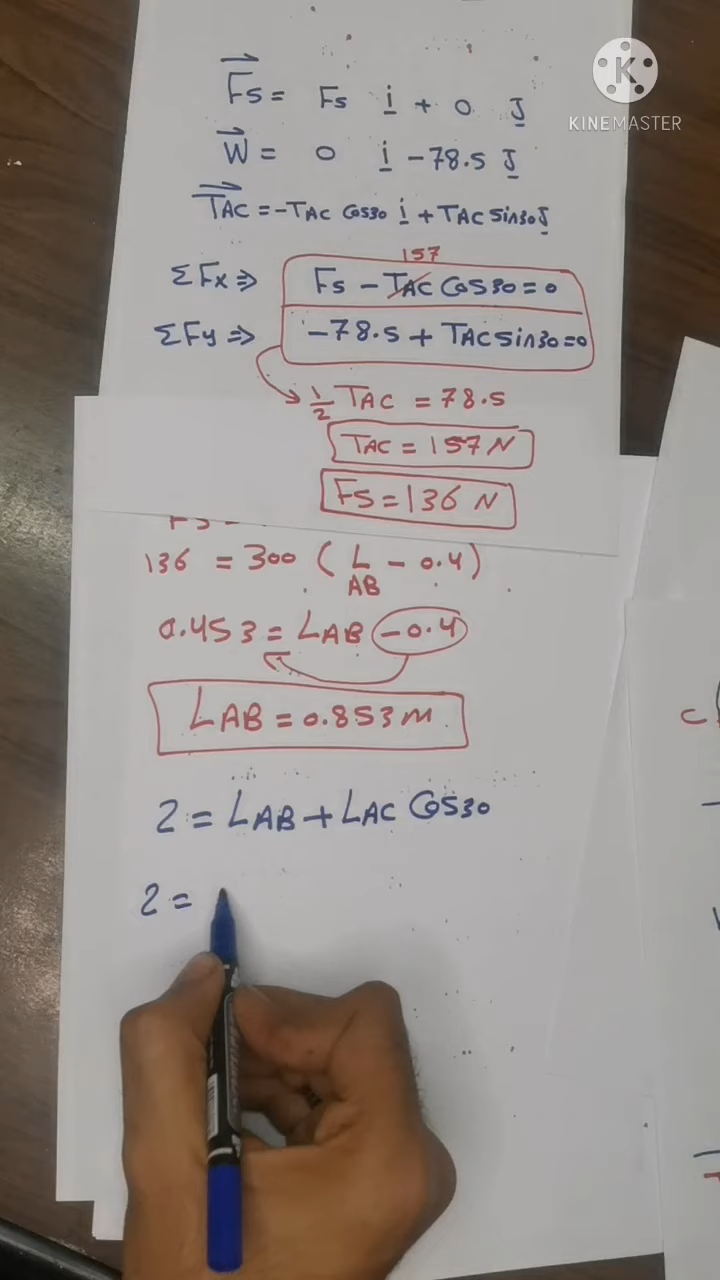 K
KINEMASTER
Fs = Fs i + 0 J
W = 0 i - 78.5 J
TAC = -TAC Cos30 i + TAC sin30 J
157
ΣFx ⇒ Fs - TAC Cos30 = 0
ΣFy ⇒ -78.5 + TAC sin30 = 0
1/2 TAC = 78.5
TAC = 157 N
Fs = 136 N
136 = 300 (L AB - 0.4)
0.453 = LAB - 0.4
LAB = 0.853 m
C
2 = LAB + LAC Cos30
2 =